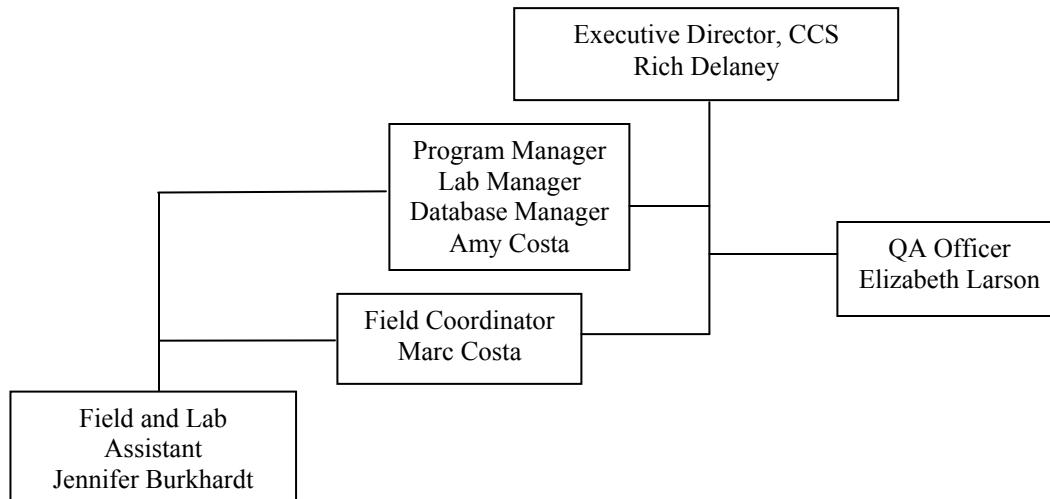 Executive Director, CCS
Rich Delaney
Program Manager
Lab Manager
Database Manager
Amy Costa
QA Officer
Elizabeth Larson
Field Coordinator
Marc Costa
Field and Lab
Assistant
Jennifer Burkhardt